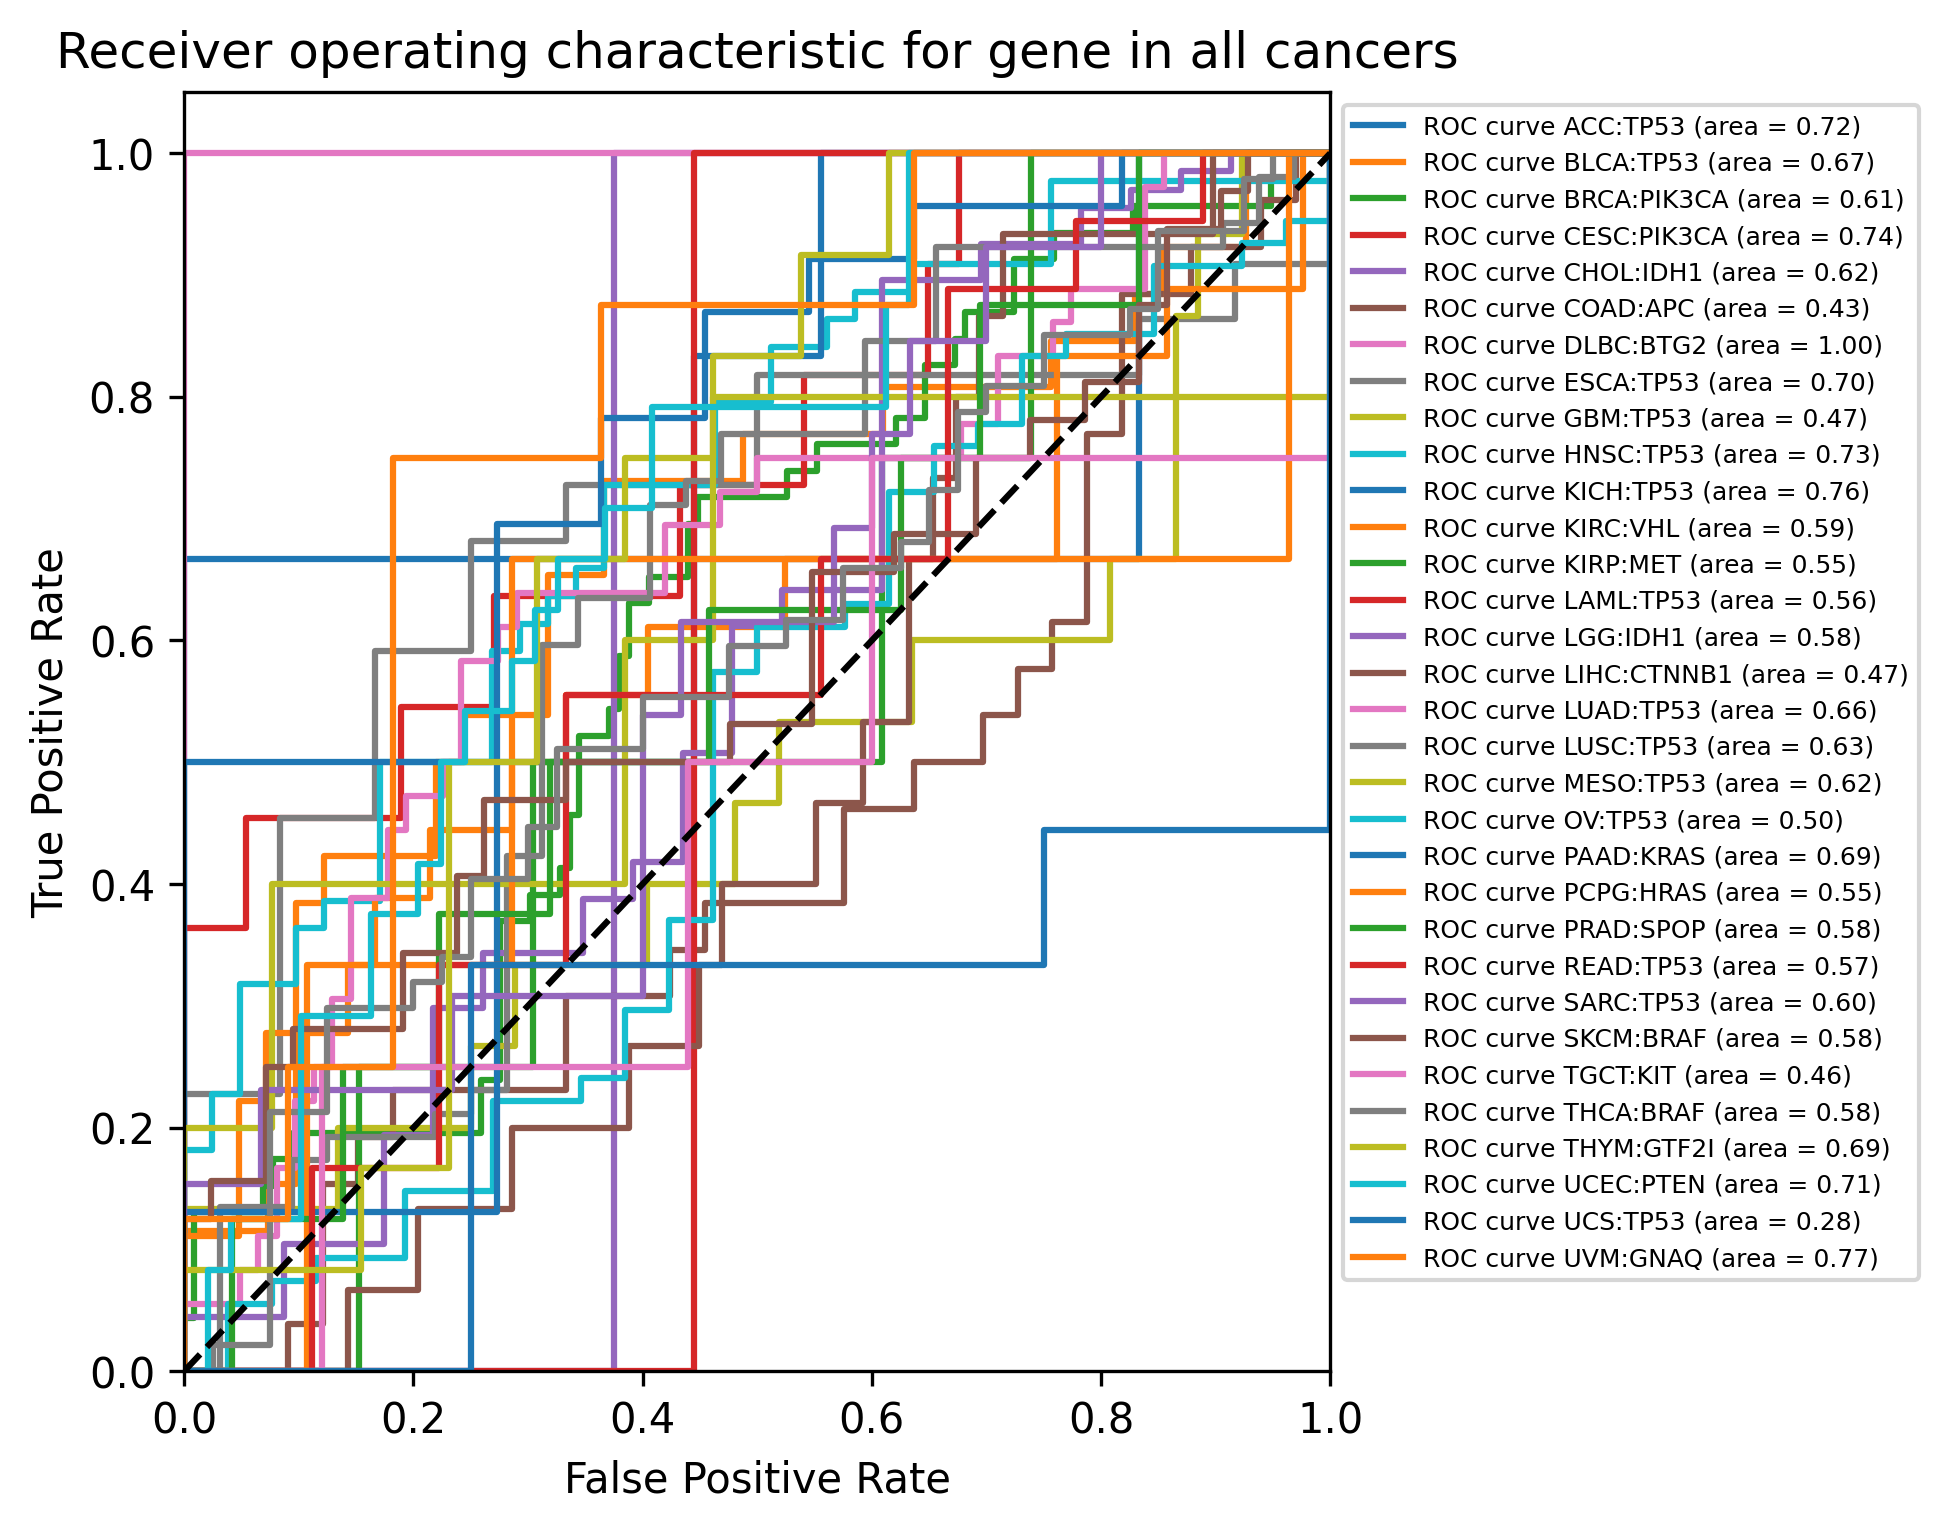 Receiver operating characteristic for gene in all cancers
1.0
0.8
0.6
0.4
0.2
0.0
True Positive Rate
0.0 0.2 0.4 0.6 0.8 1.0
False Positive Rate
ROC curve ACC:TP53 (area = 0.72)
ROC curve BLCA:TP53 (area = 0.67)
ROC curve BRCA:PIK3CA (area = 0.61)
ROC curve CESC:PIK3CA (area = 0.74)
ROC curve CHOL:IDH1 (area = 0.62)
ROC curve COAD:APC (area = 0.43)
ROC curve DLBC:BTG2 (area = 1.00)
ROC curve ESCA:TP53 (area = 0.70)
ROC curve GBM:TP53 (area = 0.47)
ROC curve HNSC:TP53 (area = 0.73)
ROC curve KICH:TP53 (area = 0.76)
ROC curve KIRC:VHL (area = 0.59)
ROC curve KIRP:MET (area = 0.55)
ROC curve LAML:TP53 (area = 0.56)
ROC curve LGG:IDH1 (area = 0.58)
ROC curve LIHC:CTNNB1 (area = 0.47)
ROC curve LUAD:TP53 (area = 0.66)
ROC curve LUSC:TP53 (area = 0.63)
ROC curve MESO:TP53 (area = 0.62)
ROC curve OV:TP53 (area = 0.50)
ROC curve PAAD:KRAS (area = 0.69)
ROC curve PCPG:HRAS (area = 0.55)
ROC curve PRAD:SPOP (area = 0.58)
ROC curve READ:TP53 (area = 0.57)
ROC curve SARC:TP53 (area = 0.60)
ROC curve SKCM:BRAF (area = 0.58)
ROC curve TGCT:KIT (area = 0.46)
ROC curve THCA:BRAF (area = 0.58)
ROC curve THYM:GTF2I (area = 0.69)
ROC curve UCEC:PTEN (area = 0.71)
ROC curve UCS:TP53 (area = 0.28)
ROC curve UVM:GNAQ (area = 0.77)